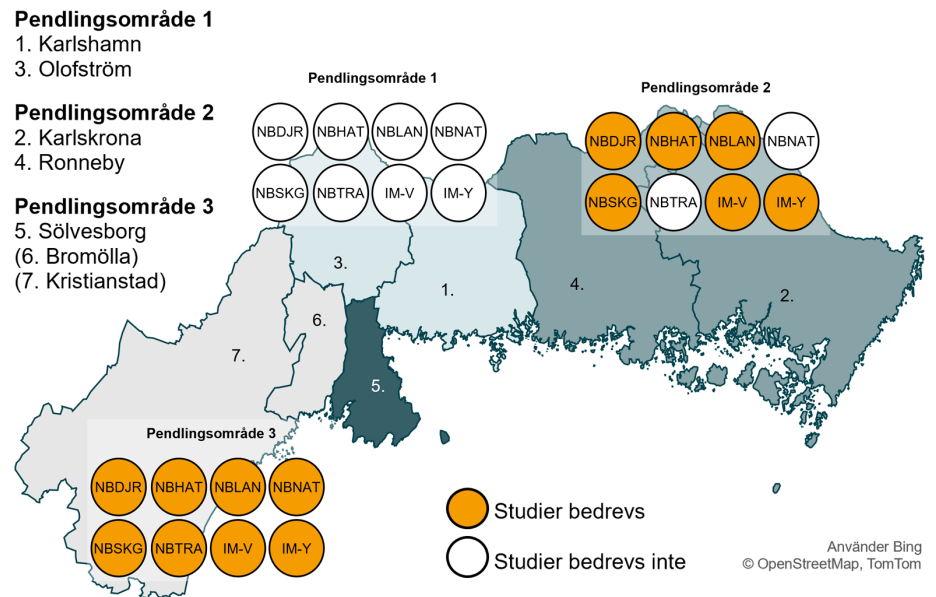 Pendlingsområde 1
1. Karlshamn
3. Olofström
Pendlingsområde 2
2. Karlskrona
4. Ronneby
Pendlingsområde 3
5. Sölvesborg
(6. Bromölla)
(7. Kristianstad)
Pendlingsområde 1
NBDJR NBHAT NBLAN NBNAT
NBSKG NBTRA IM-V IM-Y
Pendlingsområde 2
NBDJR NBHAT NBLAN NBNAT
NBSKG NBTRA IM-V IM-Y
3.
1.
4.
2.
6.
7.
5.
Pendlingsområde 3
NBDJR NBHAT NBLAN NBNAT
NBSKG NBTRA IM-V IM-Y
Studier bedrevs
Studier bedrevs inte
Använder Bing
© OpenStreetMap, TomTom